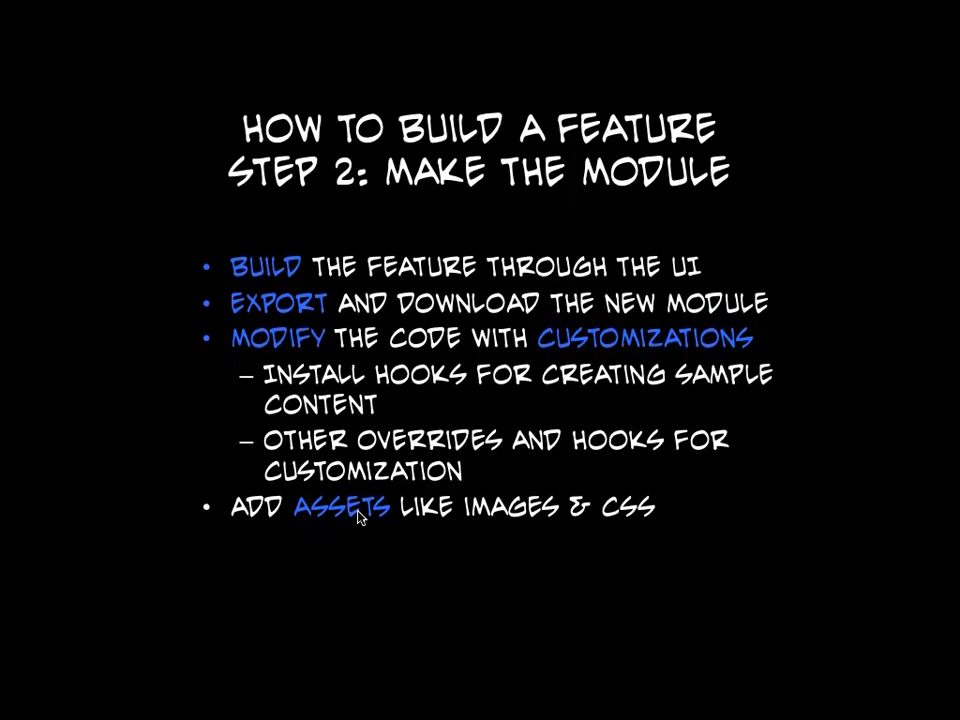 HOW TO BUILD A FEATURE
STEP 2: MAKE THE MODULE
• BUILD THE FEATURE THROUGH THE UI
• EXPORT AND DOWNLOAD THE NEW MODULE
• MODIFY THE CODE WITH CUSTOMIZATIONS
– INSTALL HOOKS FOR CREATING SAMPLE
CONTENT
– OTHER OVERRIDES AND HOOKS FOR
CUSTOMIZATION
• ADD ASSETS LIKE IMAGES & CSS